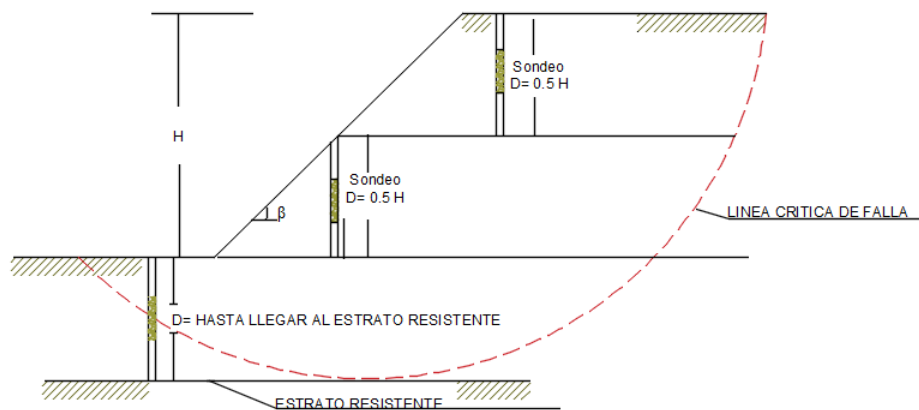 Sondeo
D= 0.5 H
H
Sondeo
D= 0.5 H
β
LINEA CRITICA DE FALLA
D= HASTA LLEGAR AL ESTRATO RESISTENTE
ESTRATO RESISTENTE